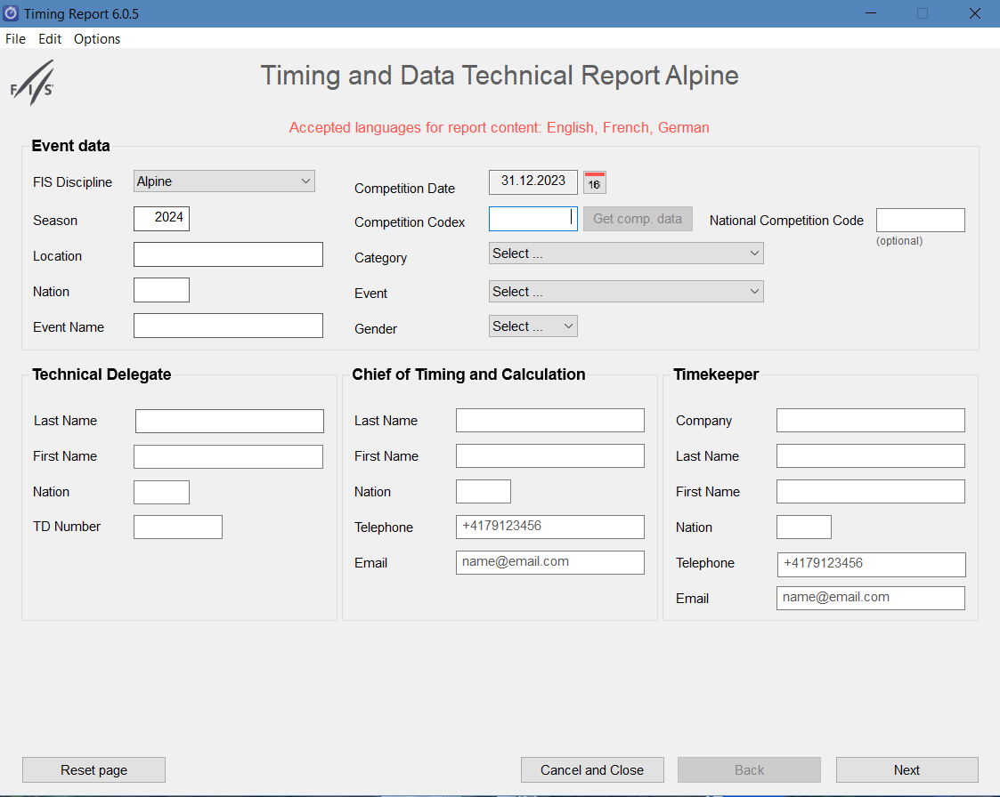 Timing Report 6.0.5
File Edit Options
FIS
Timing and Data Technical Report Alpine
Accepted languages for report content: English, French, German
Event data
FIS Discipline Alpine
Competition Date 31.12.2023 16
Season 2024
Competition Codex Get comp. data National Competition Code
(optional)
Location
Category Select ...
Nation
Event Select ...
Event Name
Gender Select ...
Technical Delegate
Last Name
First Name
Nation
TD Number
Chief of Timing and Calculation
Last Name
First Name
Nation
Telephone +4179123456
Email name@email.com
Timekeeper
Company
Last Name
First Name
Nation
Telephone +4179123456
Email name@email.com
Reset page Cancel and Close Back Next